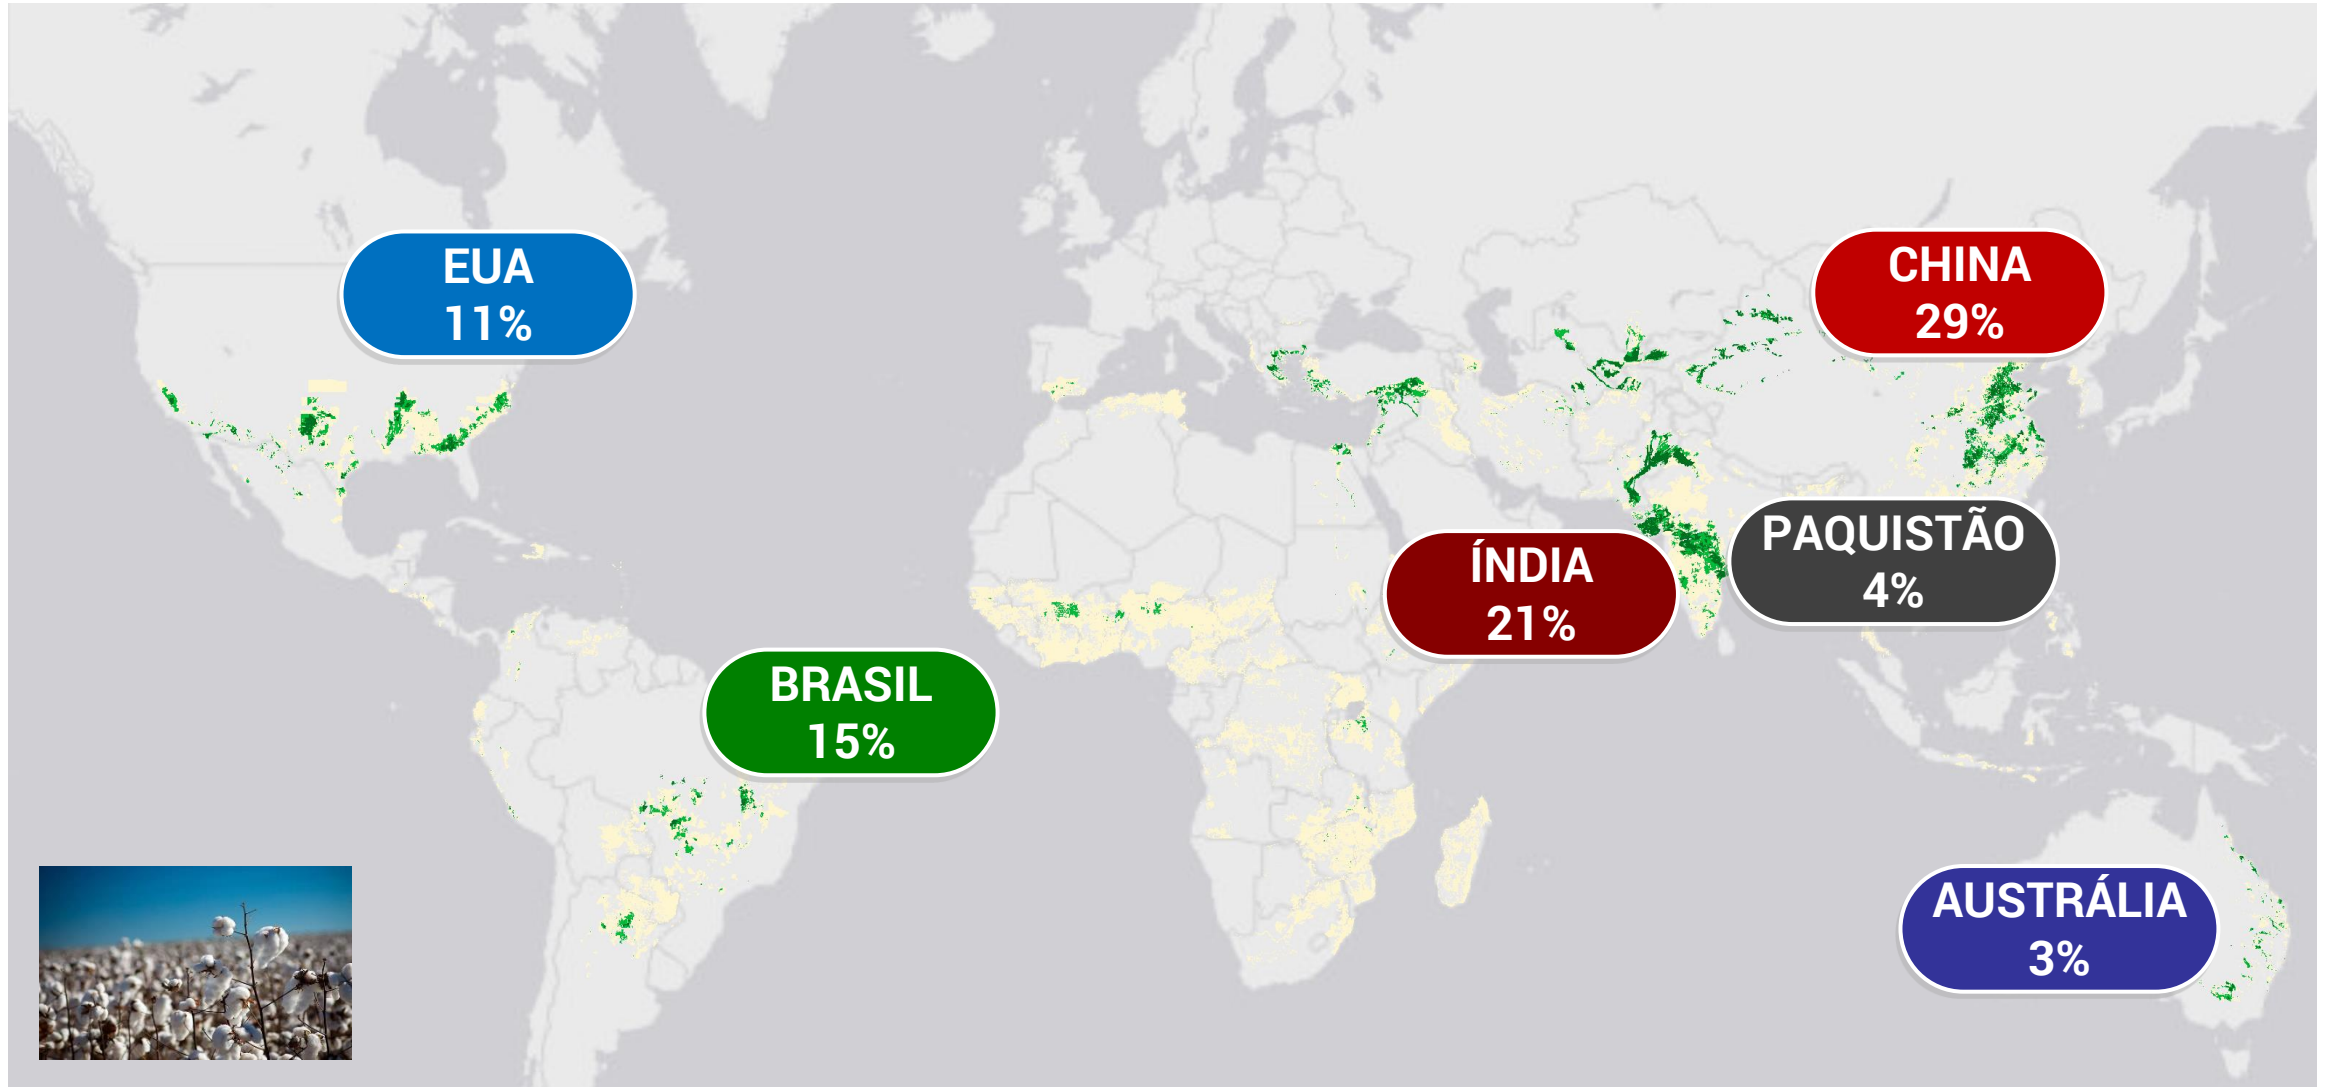 EUA
11%
CHINA
29%
PAQUISTÃO
4%
ÍNDIA
21%
BRASIL
15%
AUSTRÁLIA
3%